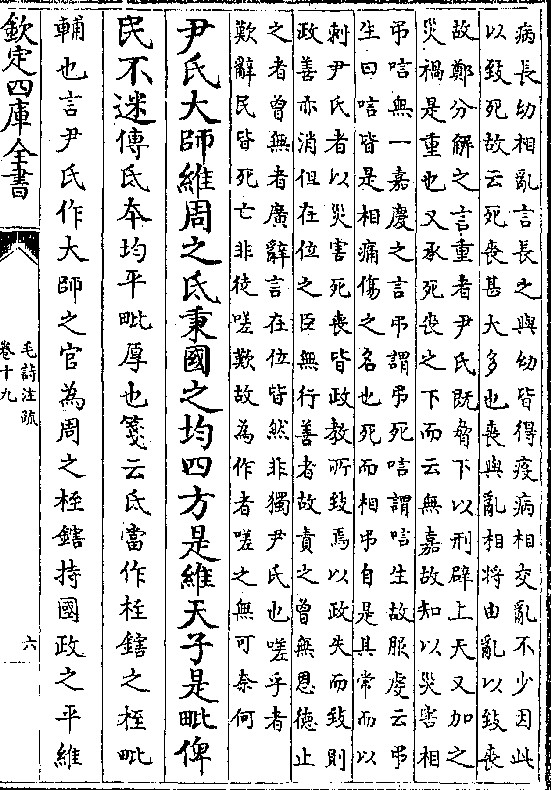 病長幼相亂言長之與幼皆得疫病相交亂不少因此
以致死故云死喪甚大多也喪與亂相將由亂以致喪
故鄭分解之言重者尹氏既脅下以刑辟上天又加之
災禍是重也又承死喪之下而云無嘉故知以災害相
弔唁無一嘉慶之言弔謂弔死唁謂唁生故服虔云弔
生曰唁皆是相痛傷之名也死而相弔自是其常而以
刺尹氏者以災害死喪皆政教所致焉以政失而致則
政善亦消但在位之臣無行善者故責之曾無恩德止
之者曾無者廣辭言在位皆然非獨尹氏也嗟乎者
歎辭民皆死亡非徒嗟歎故為作者嗟之無可奈何
尹氏大師維周之氐秉國之均四方是維天子是毗俾
民不迷傳氐本均平毗厚也箋云氐當作桎鎋之桎毗
輔也言尹氏作大師之官為周之桎鎋持國政之平維
欽定四庫全書
毛詩注疏
卷十九
六